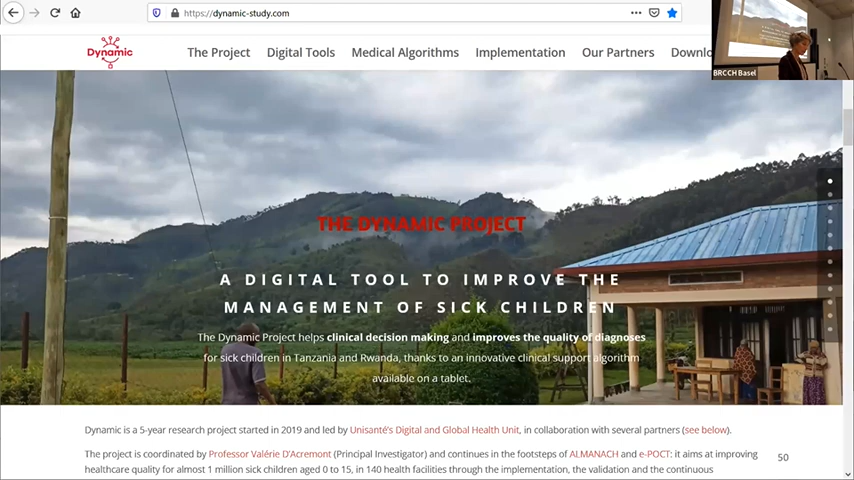 https://dynamic-study.com
Dynamic
The Project Digital Tools Medical Algorithms Implementation Our Partners Downlo
BRCCH Basel
THE DYNAMIC PROJECT
A DIGITAL TOOL TO IMPROVE THE
MANAGEMENT OF SICK CHILDREN
The Dynamic Project helps clinical decision making and improves the quality of diagnoses
for sick children in Tanzania and Rwanda, thanks to an innovative clinical support algorithm
available on a tablet.
Dynamic is a 5-year research project started in 2019 and led by Unisanté's Digital and Global Health Unit, in collaboration with several partners (see below).
The project is coordinated by Professor Valérie D'Acremont (Principal Investigator) and continues in the footsteps of ALMANACH and e-POCT: it aims at improving
healthcare quality for almost 1 million sick children aged 0 to 15, in 140 health facilities through the implementation, the validation and the continuous
50